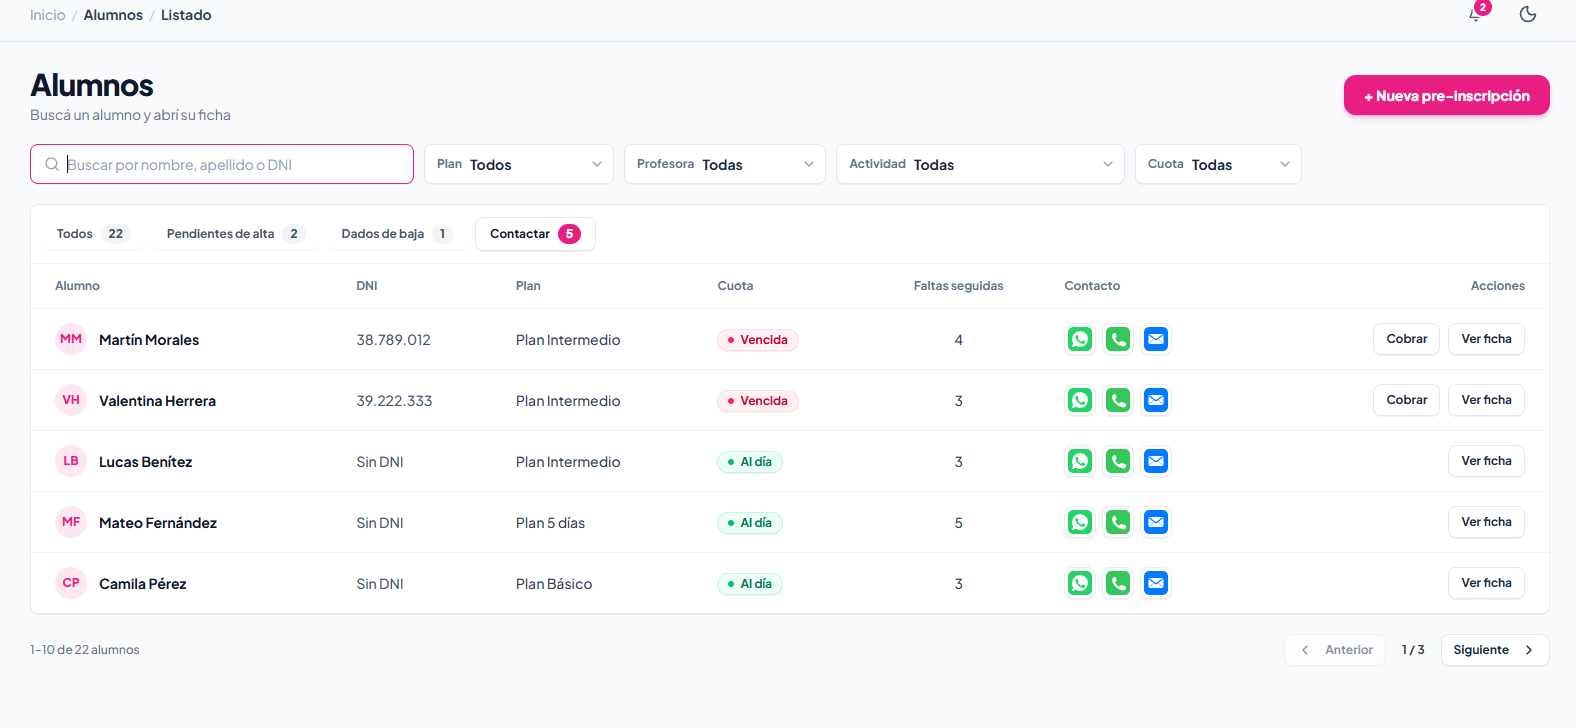 Inicio / Alumnos / Listado
2
Alumnos
Buscá un alumno y abrí su ficha
+ Nueva pre-inscripción
Buscar por nombre, apellido o DNI
Plan Todos
Profesora Todas
Actividad Todas
Cuota Todas
Todos 22
Pendientes de alta 2
Dados de baja 1
Contactar 5
Alumno DNI Plan Cuota Faltas seguidas Contacto Acciones
MM Martín Morales 38.789.012 Plan Intermedio Vencida 4 Cobrar Ver ficha
VH Valentina Herrera 39.222.333 Plan Intermedio Vencida 3 Cobrar Ver ficha
LB Lucas Benítez Sin DNI Plan Intermedio Al día 3 Ver ficha
MF Mateo Fernández Sin DNI Plan 5 días Al día 5 Ver ficha
CP Camila Pérez Sin DNI Plan Básico Al día 3 Ver ficha
1–10 de 22 alumnos
Anterior 1 / 3 Siguiente